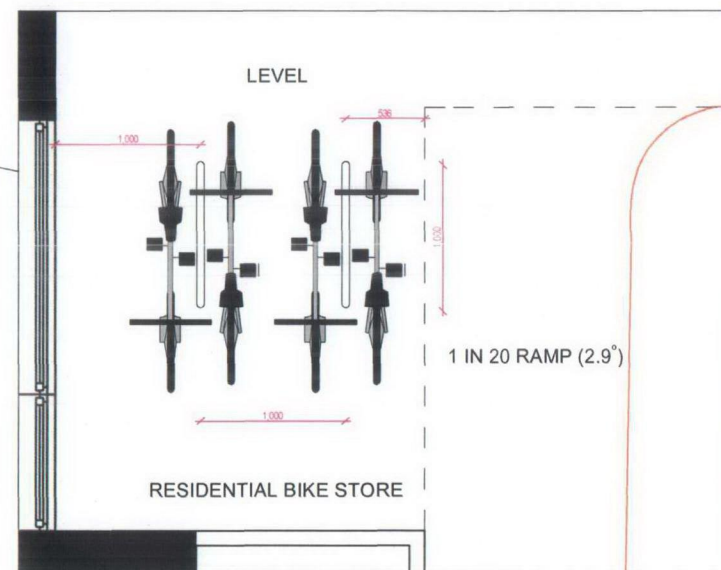 LEVEL
536
1,000
1,000
1 IN 20 RAMP (2.9°)
1,000
RESIDENTIAL BIKE STORE